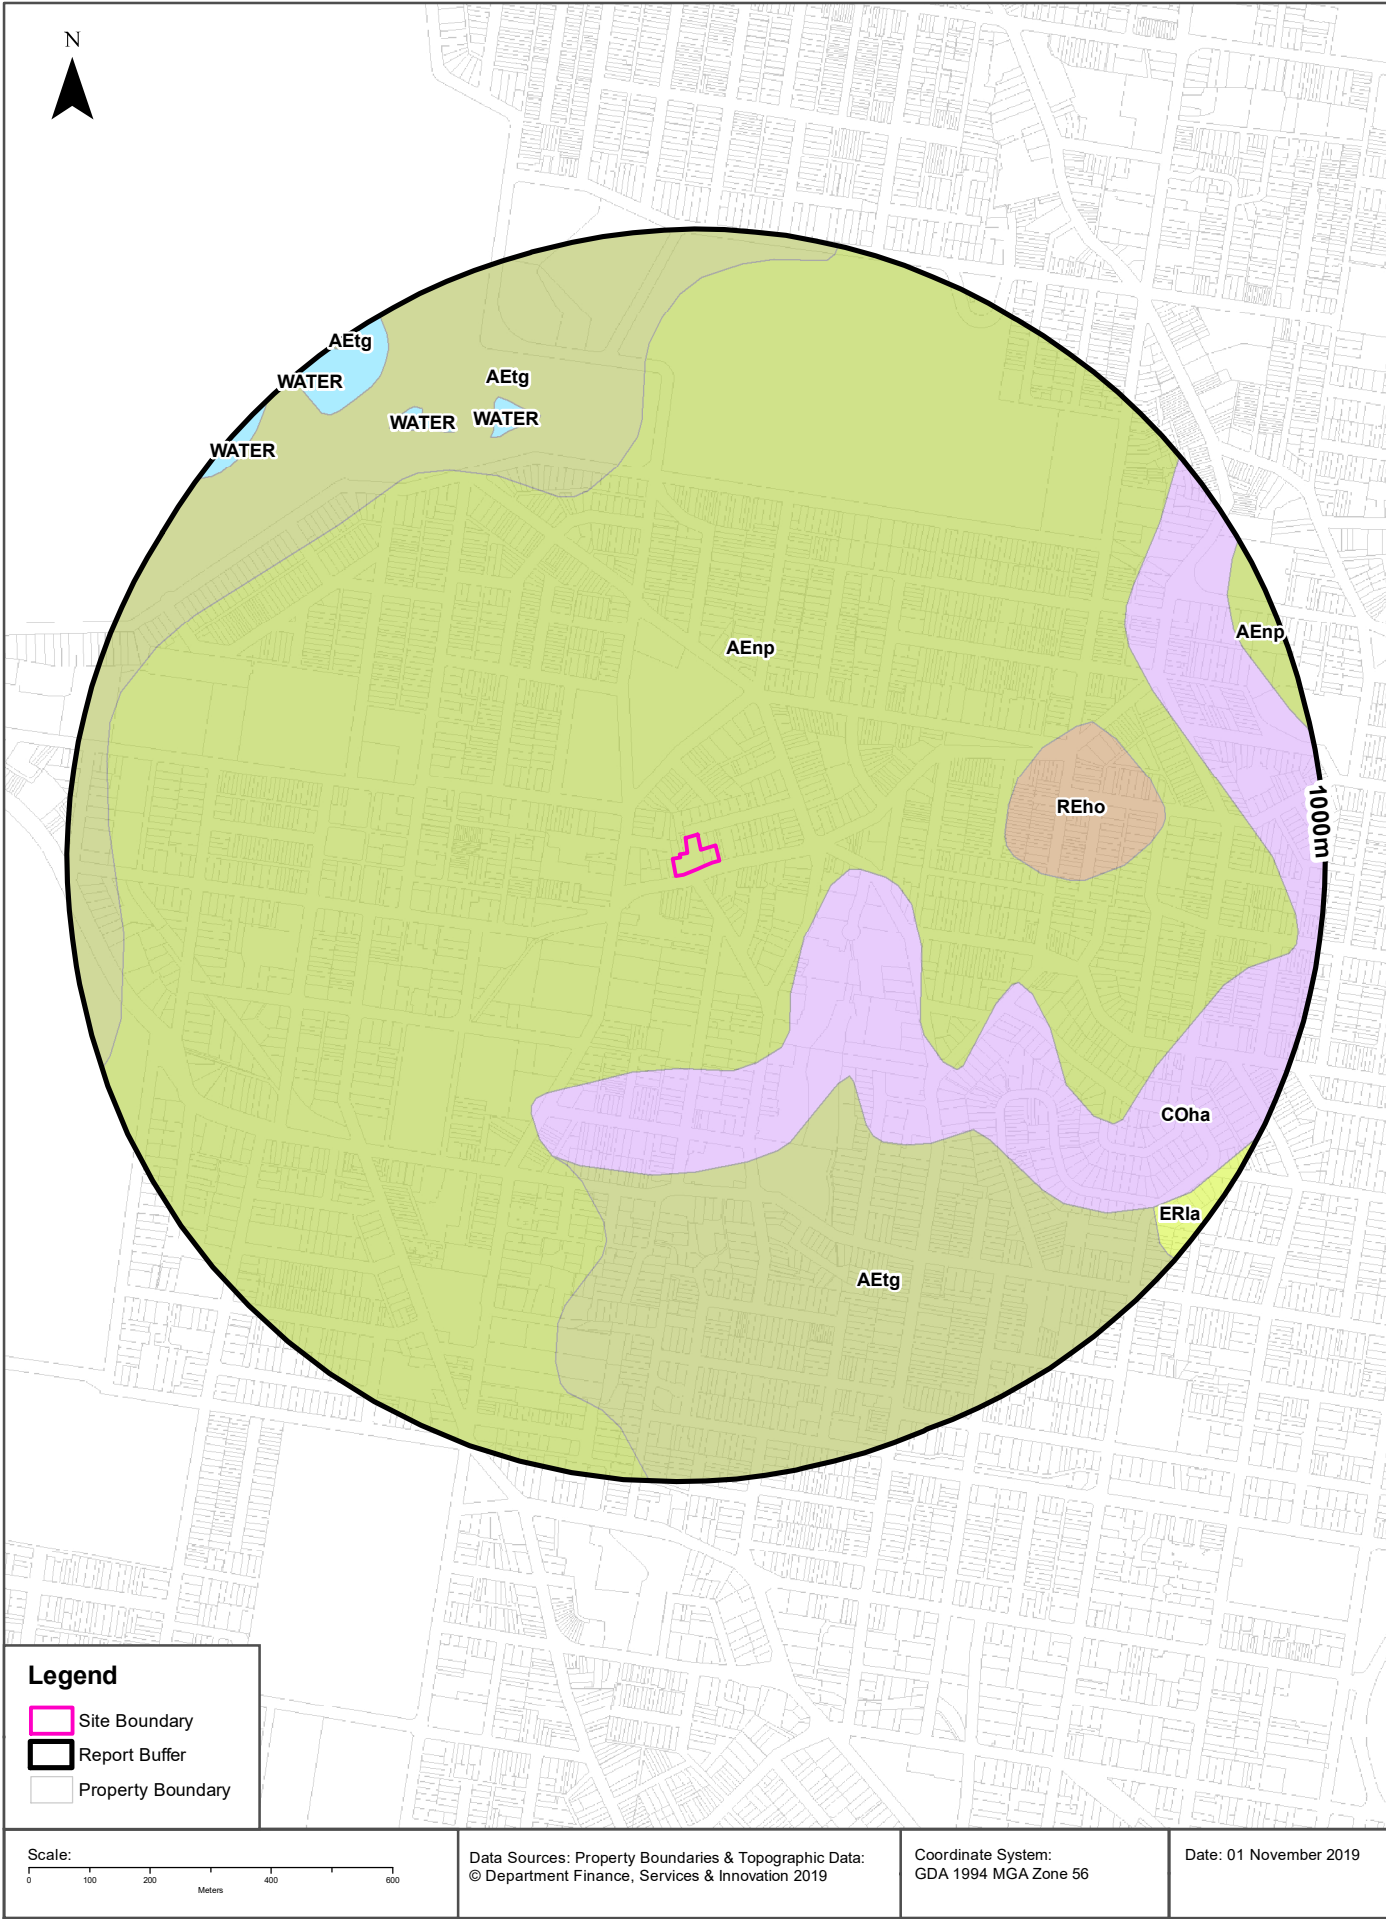 N
AEtg
WATER
AEtg
WATER
WATER
WATER
AEnp
AEnp
REho
1000m
COha
ERla
AEtg
Legend
Site Boundary
Report Buffer
Property Boundary
Scale:
0 100 200 400 600
Meters
Data Sources: Property Boundaries & Topographic Data:
© Department Finance, Services & Innovation 2019
Coordinate System:
GDA 1994 MGA Zone 56
Date: 01 November 2019